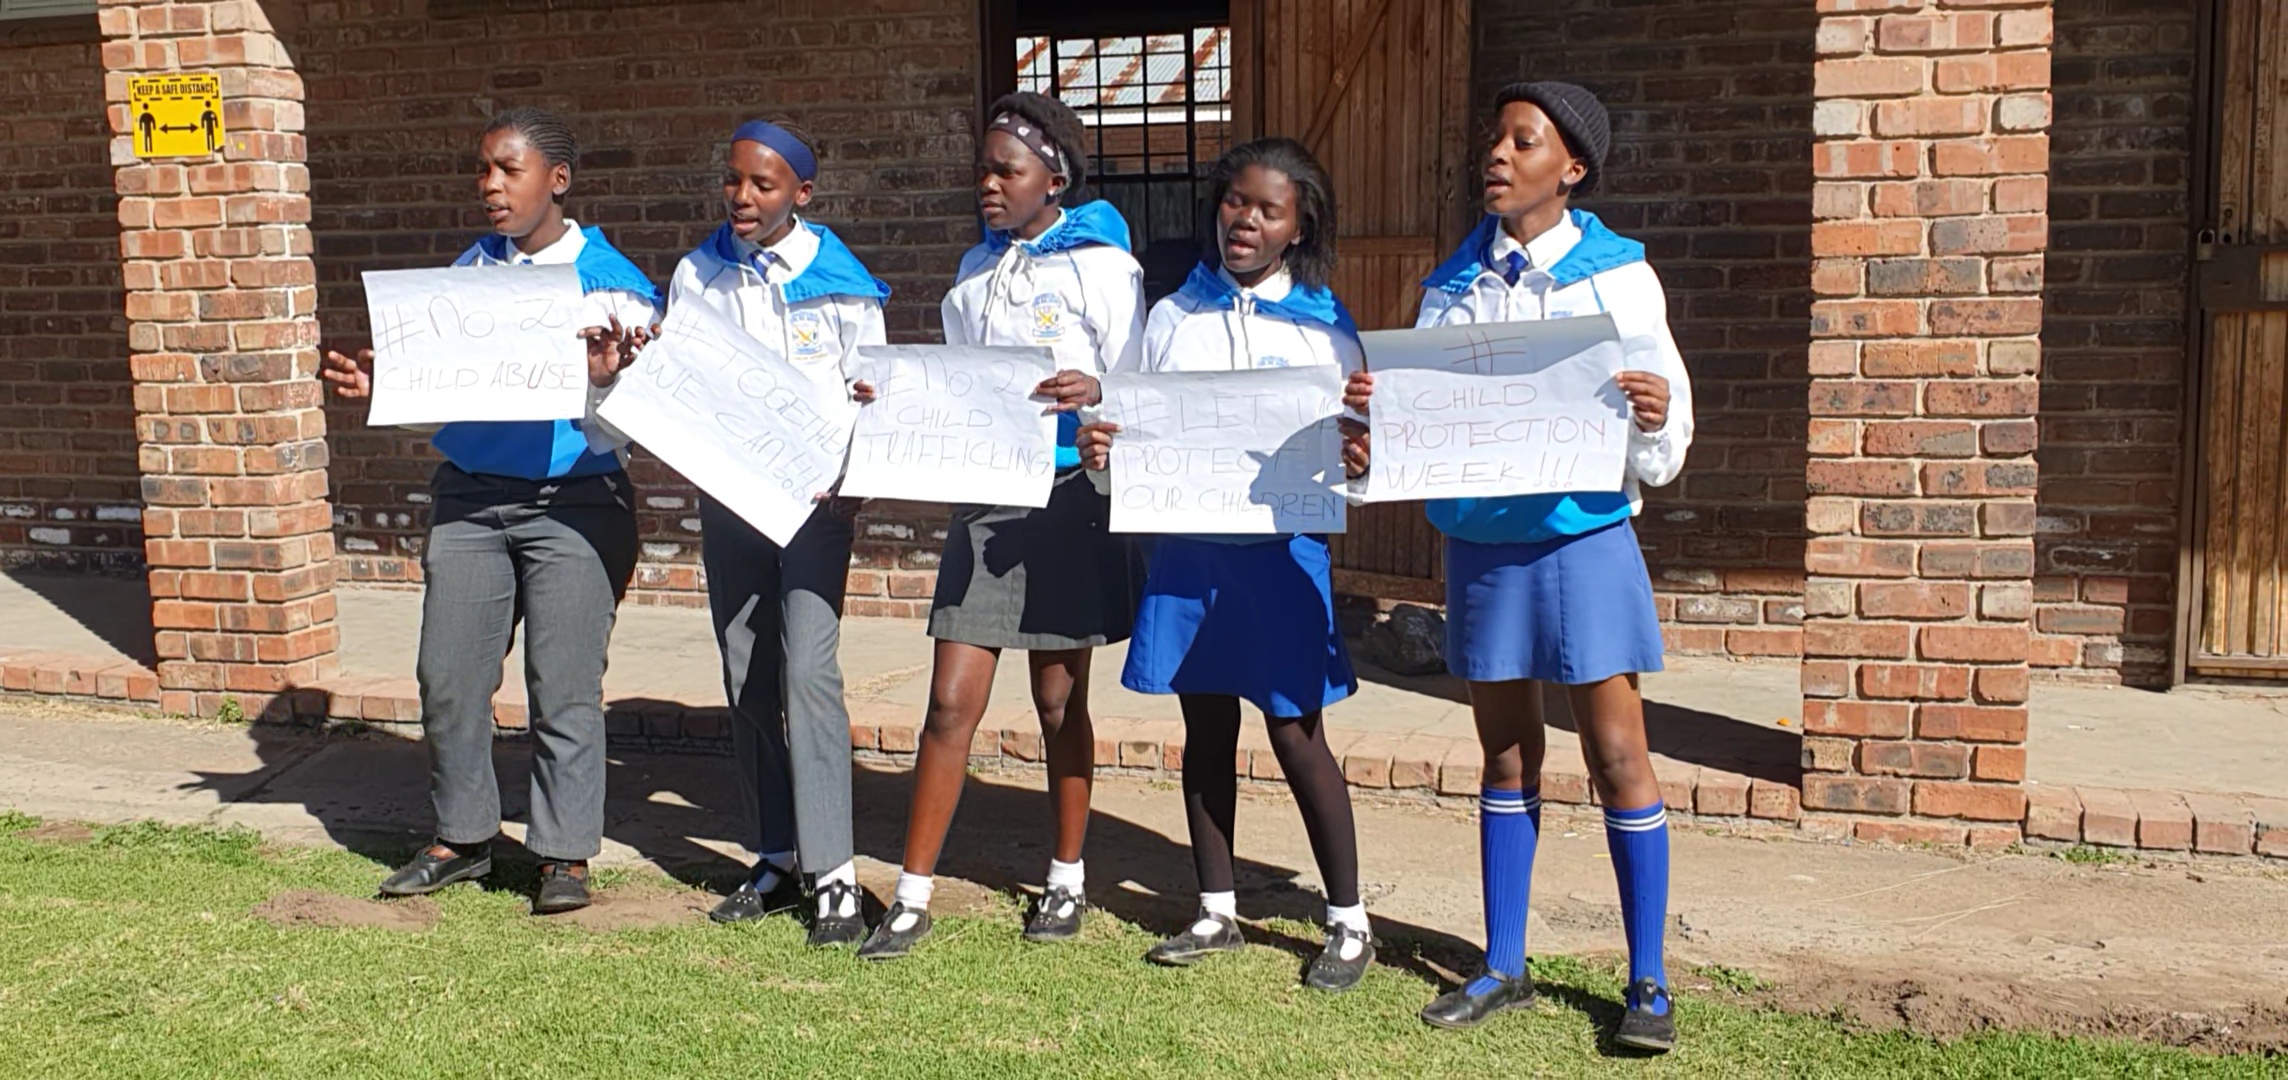 KEEP A SAFE DISTANCE
#No 2
CHILD ABUSE
#TOGETHE
WE CAN!!!
#No 2
CHILD
TRAFFICKING
#LET US
PROTECT
OUR CHILDREN
#
CHILD
PROTECTION
WEEK!!!